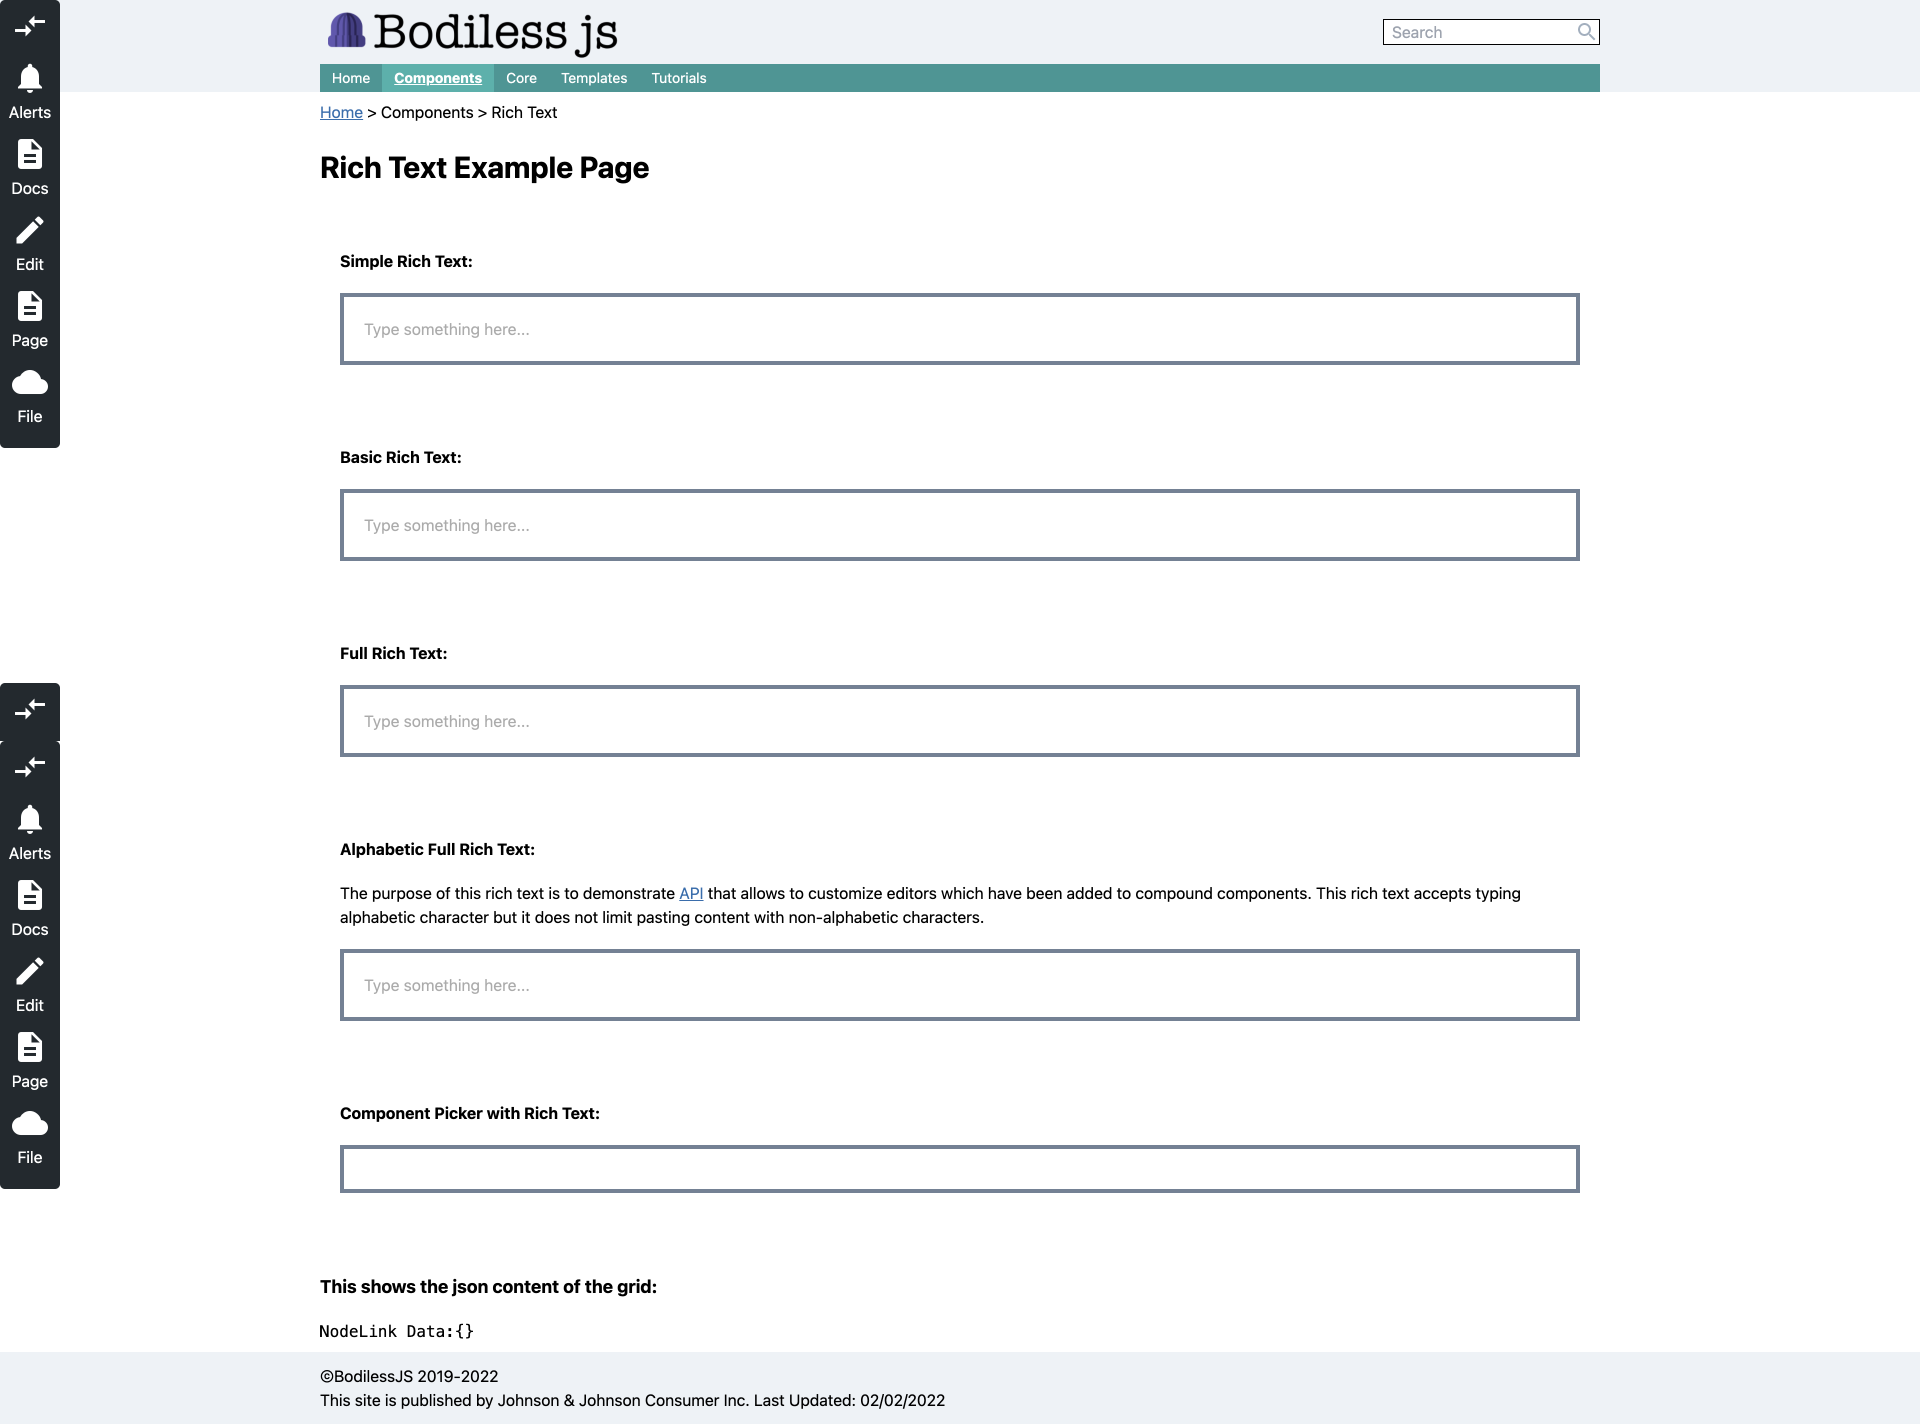 Bodiless js
Search
Home Components Core Templates Tutorials
Home > Components > Rich Text
Alerts
Docs
Edit
Page
File
Rich Text Example Page
Simple Rich Text:
Type something here...
Basic Rich Text:
Type something here...
Full Rich Text:
Type something here...
Alphabetic Full Rich Text:
The purpose of this rich text is to demonstrate API that allows to customize editors which have been added to compound components. This rich text accepts typing
alphabetic character but it does not limit pasting content with non-alphabetic characters.
Type something here...
Alerts
Docs
Edit
Page
File
Component Picker with Rich Text:
This shows the json content of the grid:
NodeLink Data:{}
©BodilessJS 2019-2022
This site is published by Johnson & Johnson Consumer Inc. Last Updated: 02/02/2022